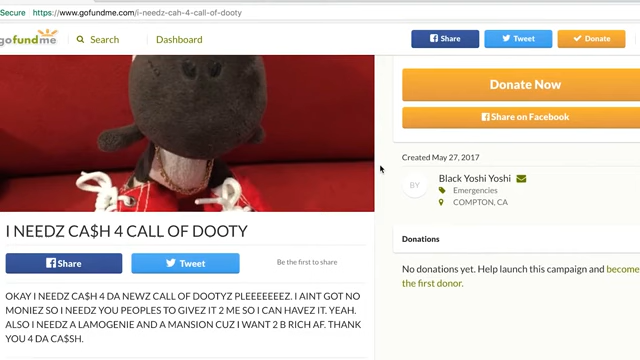 Secure https://www.gofundme.com/i-needz-cah-4-call-of-dooty
gofundme Search Dashboard Share Tweet Donate
Donate Now
Share on Facebook
Created May 27, 2017
BY Black Yoshi Yoshi
Emergencies
COMPTON, CA
I NEEDZ CA$H 4 CALL OF DOOTY
Share Tweet Be the first to share
Donations
No donations yet. Help launch this campaign and become
the first donor.
OKAY I NEEDZ CA$H 4 DA NEWZ CALL OF DOOTYZ PLEEEEEEEZ. I AINT GOT NO
MONIEZ SO I NEEDZ YOU PEOPLES TO GIVEZ IT 2 ME SO I CAN HAVEZ IT. YEAH.
ALSO I NEEDZ A LAMOGENIE AND A MANSION CUZ I WANT 2 B RICH AF. THANK
YOU 4 DA CA$SH.